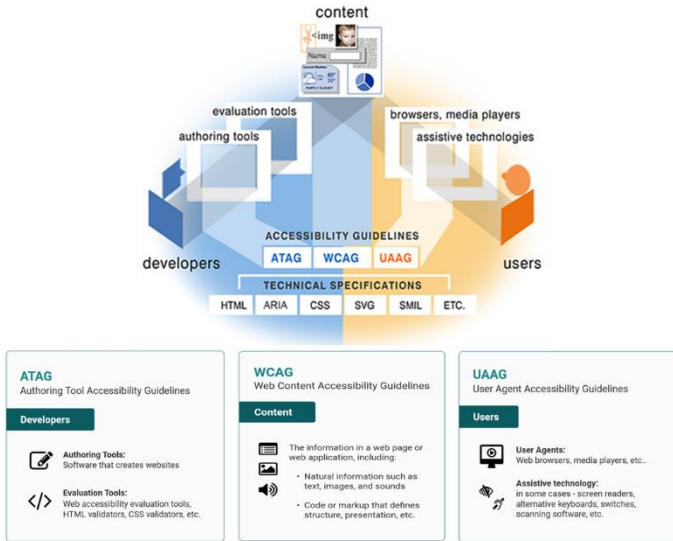 content
<img
Name:
PARTLY CLOUDY
evaluation tools
browsers, media players
authoring tools
assistive technologies
ACCESSIBILITY GUIDELINES
developers
ATAG WCAG UAAG
users
TECHNICAL SPECIFICATIONS
HTML ARIA CSS SVG SMIL ETC.
ATAG
Authoring Tool Accessibility Guidelines
Developers
Authoring Tools:
Software that creates websites
</>
Evaluation Tools:
Web accessibility evaluation tools,
HTML validators, CSS validators, etc.
WCAG
Web Content Accessibility Guidelines
Content
The information in a web page or
web application, including:
• Natural information such as
text, images, and sounds
• Code or markup that defines
structure, presentation, etc.
UAAG
User Agent Accessibility Guidelines
Users
User Agents:
Web browsers, media players, etc..
Assistive technology:
in some cases - screen readers,
alternative keyboards, switches,
scanning software, etc.